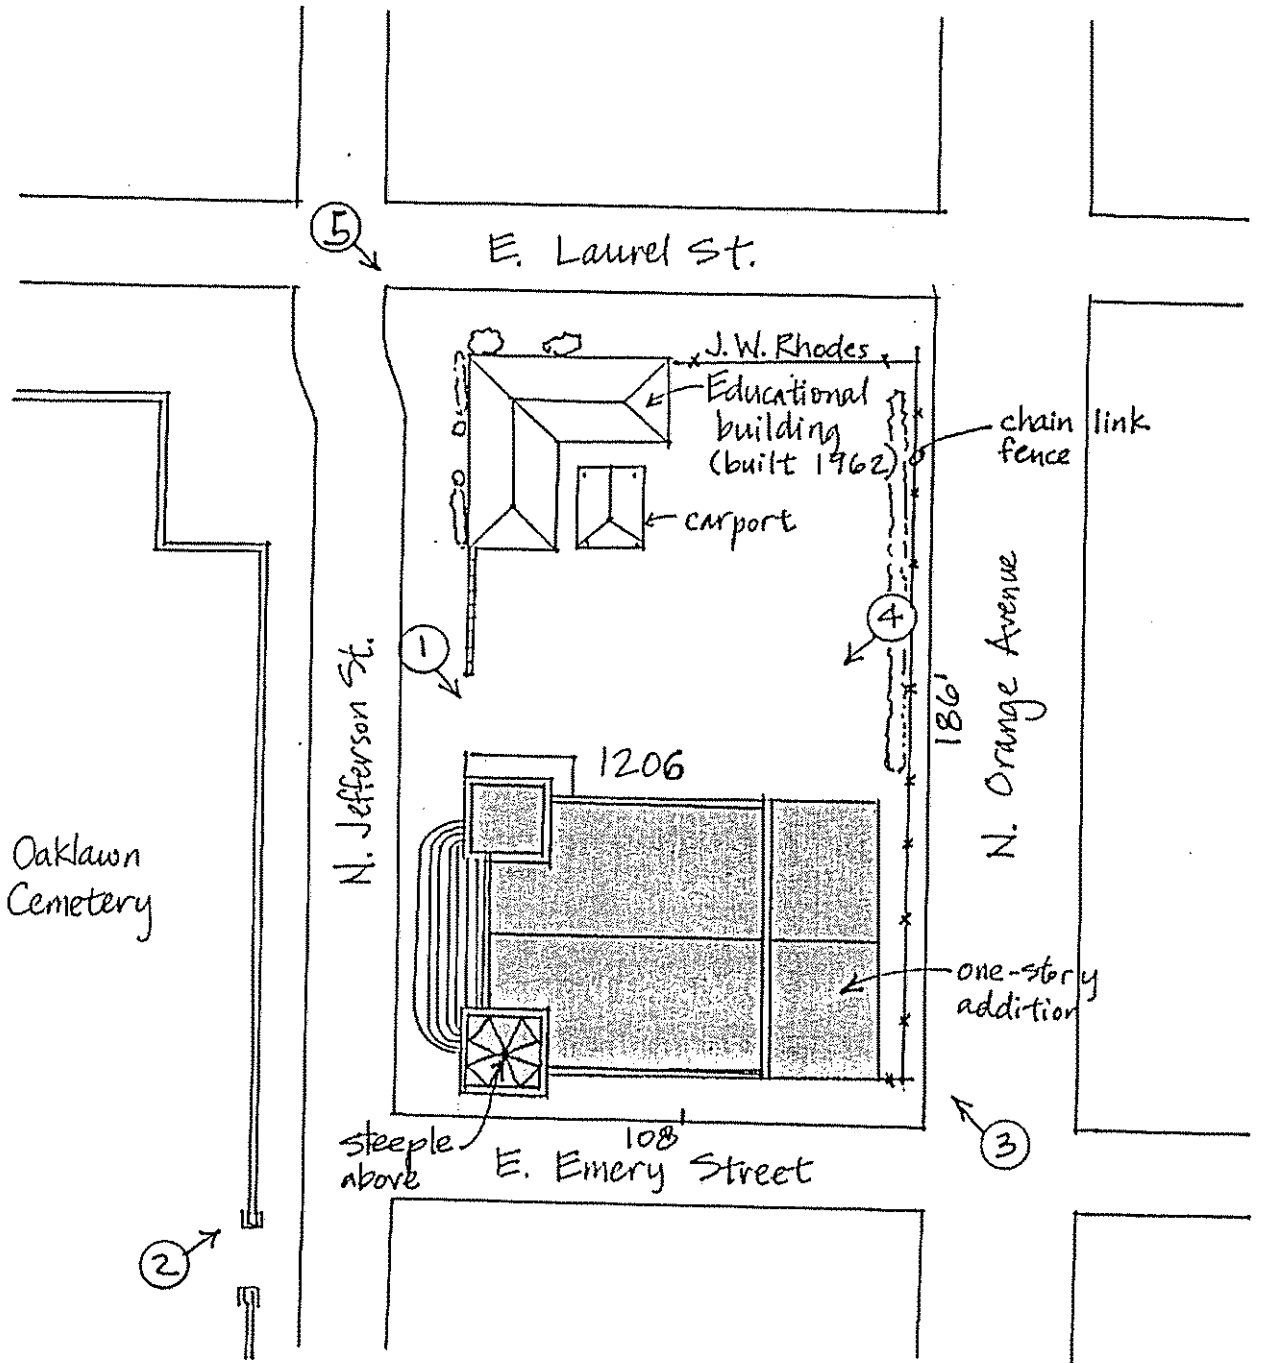 5
E. Laurel St.
J.W. Rhodes
Educational
building
(built 1962)
chain link
fence
carport
4
1
N. Jefferson St.
186'
N. Orange Avenue
1206
Oaklawn
Cemetery
one-story
addition
steeple
above
108
E. Emery Street
3
2